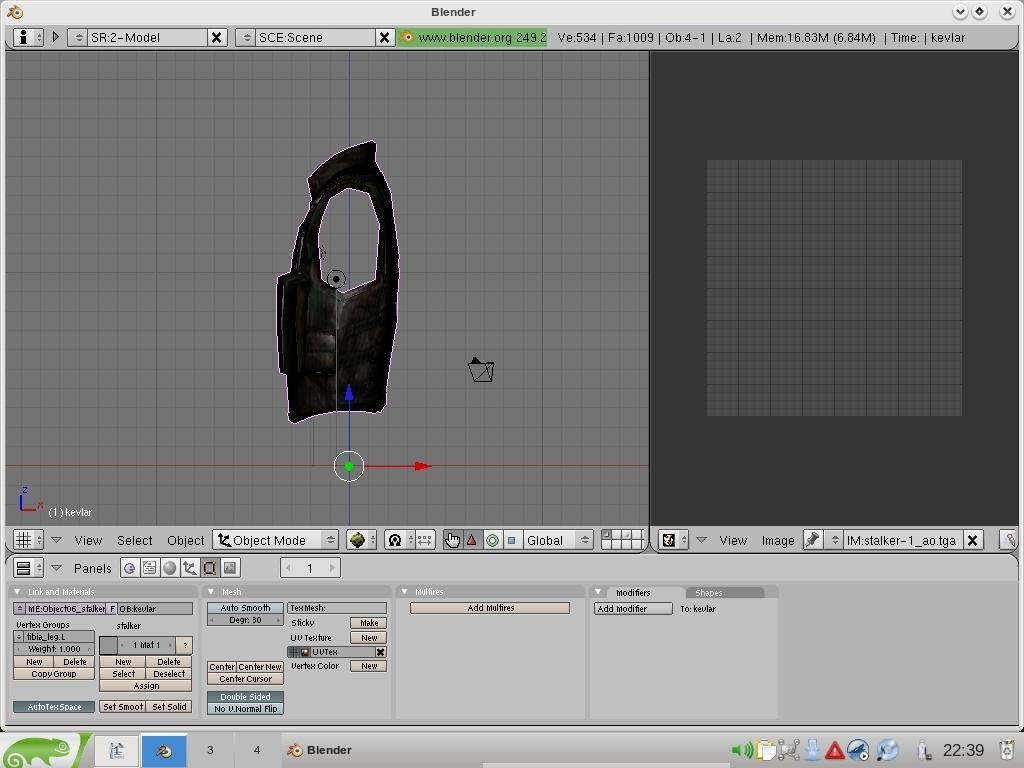 Blender
SR:2-Model
SCE:Scene
www.blender.org 249.2
Ve:534 | Fa:1009 | Ob:4-1 | La:2 | Mem:16.83M (6.84M) | Time: | kevlar
z
x
(1) kevlar
View Select Object Object Mode Global
View Image IM:stalker-1_ao.tga
Panels 1
Link and Materials
ME:Object06_stalker F OB:kevlar
Vertex Groups
stalker
tibia_leg.L
Weight: 1.000
1 Mat 1 ?
New Delete New Delete
Copy Group Select Deselect
Assign
AutoTexSpace Set Smoot Set Solid
Mesh
Auto Smooth
Degr: 30
TexMesh:
Sticky Make
UV Texture New
UVTex
Vertex Color New
Center Center New
Center Cursor
Double Sided
No V.Normal Flip
Multires
Add Multires
Modifiers Shapes
Add Modifier To: kevlar
3 4 Blender 22:39